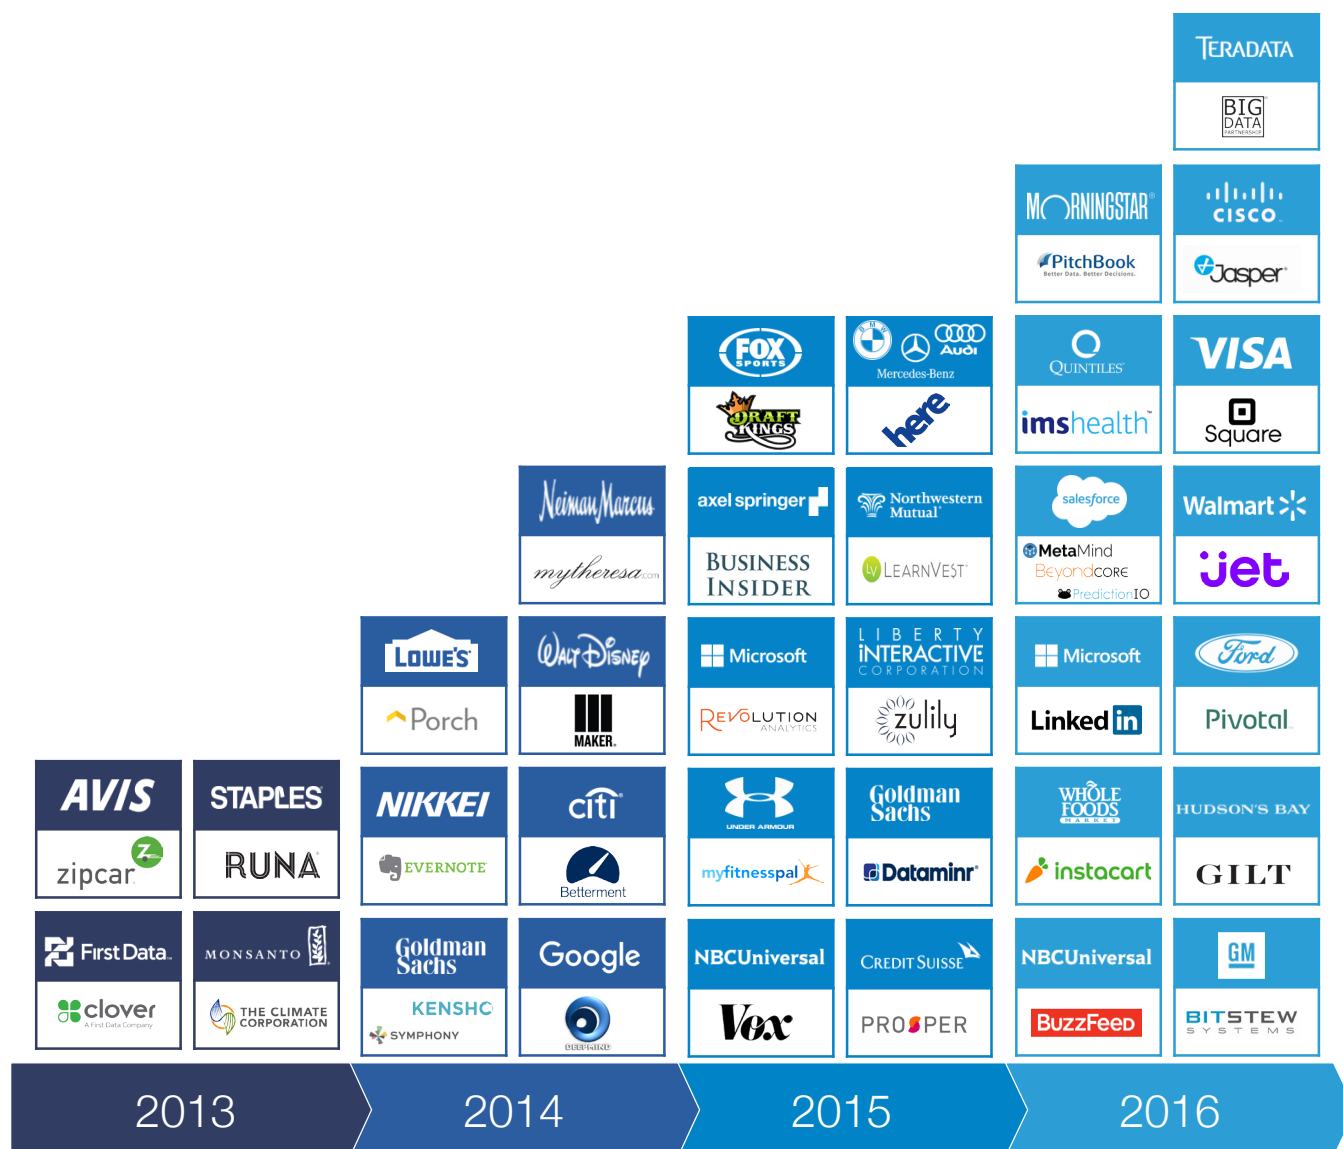 TERADATA
BIG
DATA
PARTNERSHIP
MORNINGSTAR®
PitchBook
Better Data. Better Decisions.
CISCO
Jasper
FOX
SPORTS
DRAFT
KINGS
BMW
Audi
Mercedes-Benz
here
QUINTILES
imshealth™
VISA
Square
Neiman Marcus
mytheresa.com
axel springer
BUSINESS
INSIDER
Northwestern
Mutual®
LV LEARNVEST
salesforce
MetaMind
BEyondCORE
PredictionIO
Walmart
Jet
LOWE'S
Porch
WALT DISNEY
MAKER
Microsoft
REVOLUTION
ANALYTICS
LIBERTY
INTERACTIVE
CORPORATION
zulily
Microsoft
Linked in
Ford
Pivotal
AVIS
zipcar
STAPLES
RUNA
NIKKEI
EVERNOTE
citi
Betterment
UNDER ARMOUR
myfitnesspal
Goldman
Sachs
Dataminr
WHOLE
FOODS
MARKET
instacart
HUDSON'S BAY
GILT
First Data
clover
A First Data Company
MONSANTO
THE CLIMATE
CORPORATION
Goldman
Sachs
KENSHO
SYMPHONY
Google
DEEPMIND
NBCUniversal
Vox
CREDIT SUISSE
PROSPER
NBCUniversal
BuzzFeed
GM
BITSTEW
SYSTEMS
2013
2014
2015
2016